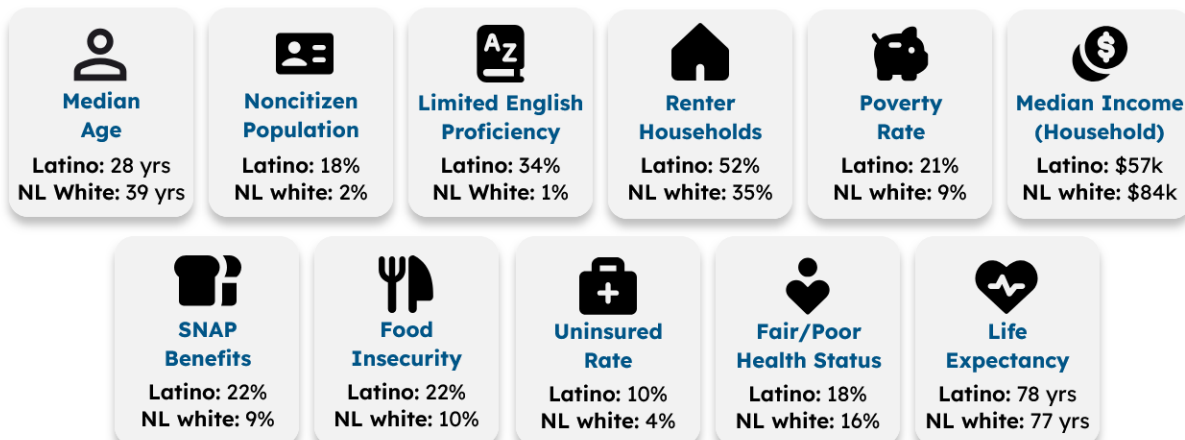 Median
Age
Latino: 28 yrs
NL White: 39 yrs
Noncitizen
Population
Latino: 18%
NL white: 2%
A Z
Limited English
Proficiency
Latino: 34%
NL White: 1%
Renter
Households
Latino: 52%
NL white: 35%
Poverty
Rate
Latino: 21%
NL white: 9%
$
Median Income
(Household)
Latino: $57k
NL white: $84k
SNAP
Benefits
Latino: 22%
NL white: 9%
Food
Insecurity
Latino: 22%
NL white: 10%
Uninsured
Rate
Latino: 10%
NL white: 4%
Fair/Poor
Health Status
Latino: 18%
NL white: 16%
Life
Expectancy
Latino: 78 yrs
NL white: 77 yrs